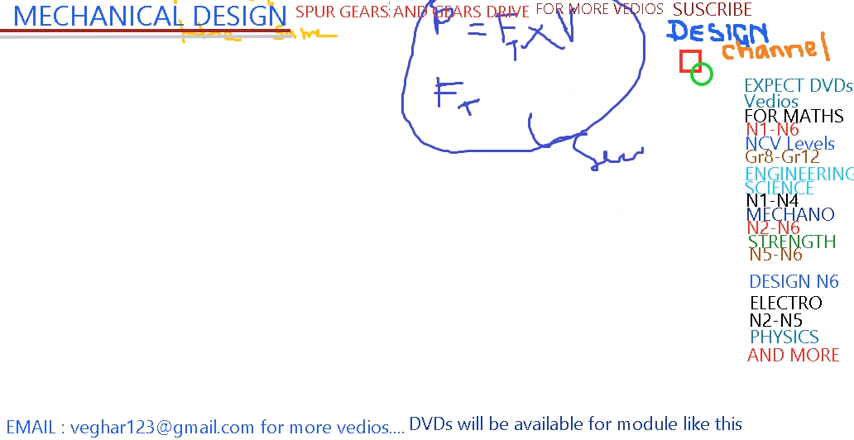 MECHANICAL DESIGN SPUR GEARS AND GEARS DRIVE FOR MORE VEDIOS SUSCRIBE
P = F_T × V
F_T
DESIGN
channel
EXPECT DVDs
Vedios
FOR MATHS
N1-N6
NCV Levels
Gr8-Gr12
ENGINEERING
SCIENCE
N1-N4
MECHANO
N2-N6
STRENGTH
N5-N6
DESIGN N6
ELECTRO
N2-N5
PHYSICS
AND MORE
EMAIL : veghar123@gmail.com for more vedios.... DVDs will be available for module like this